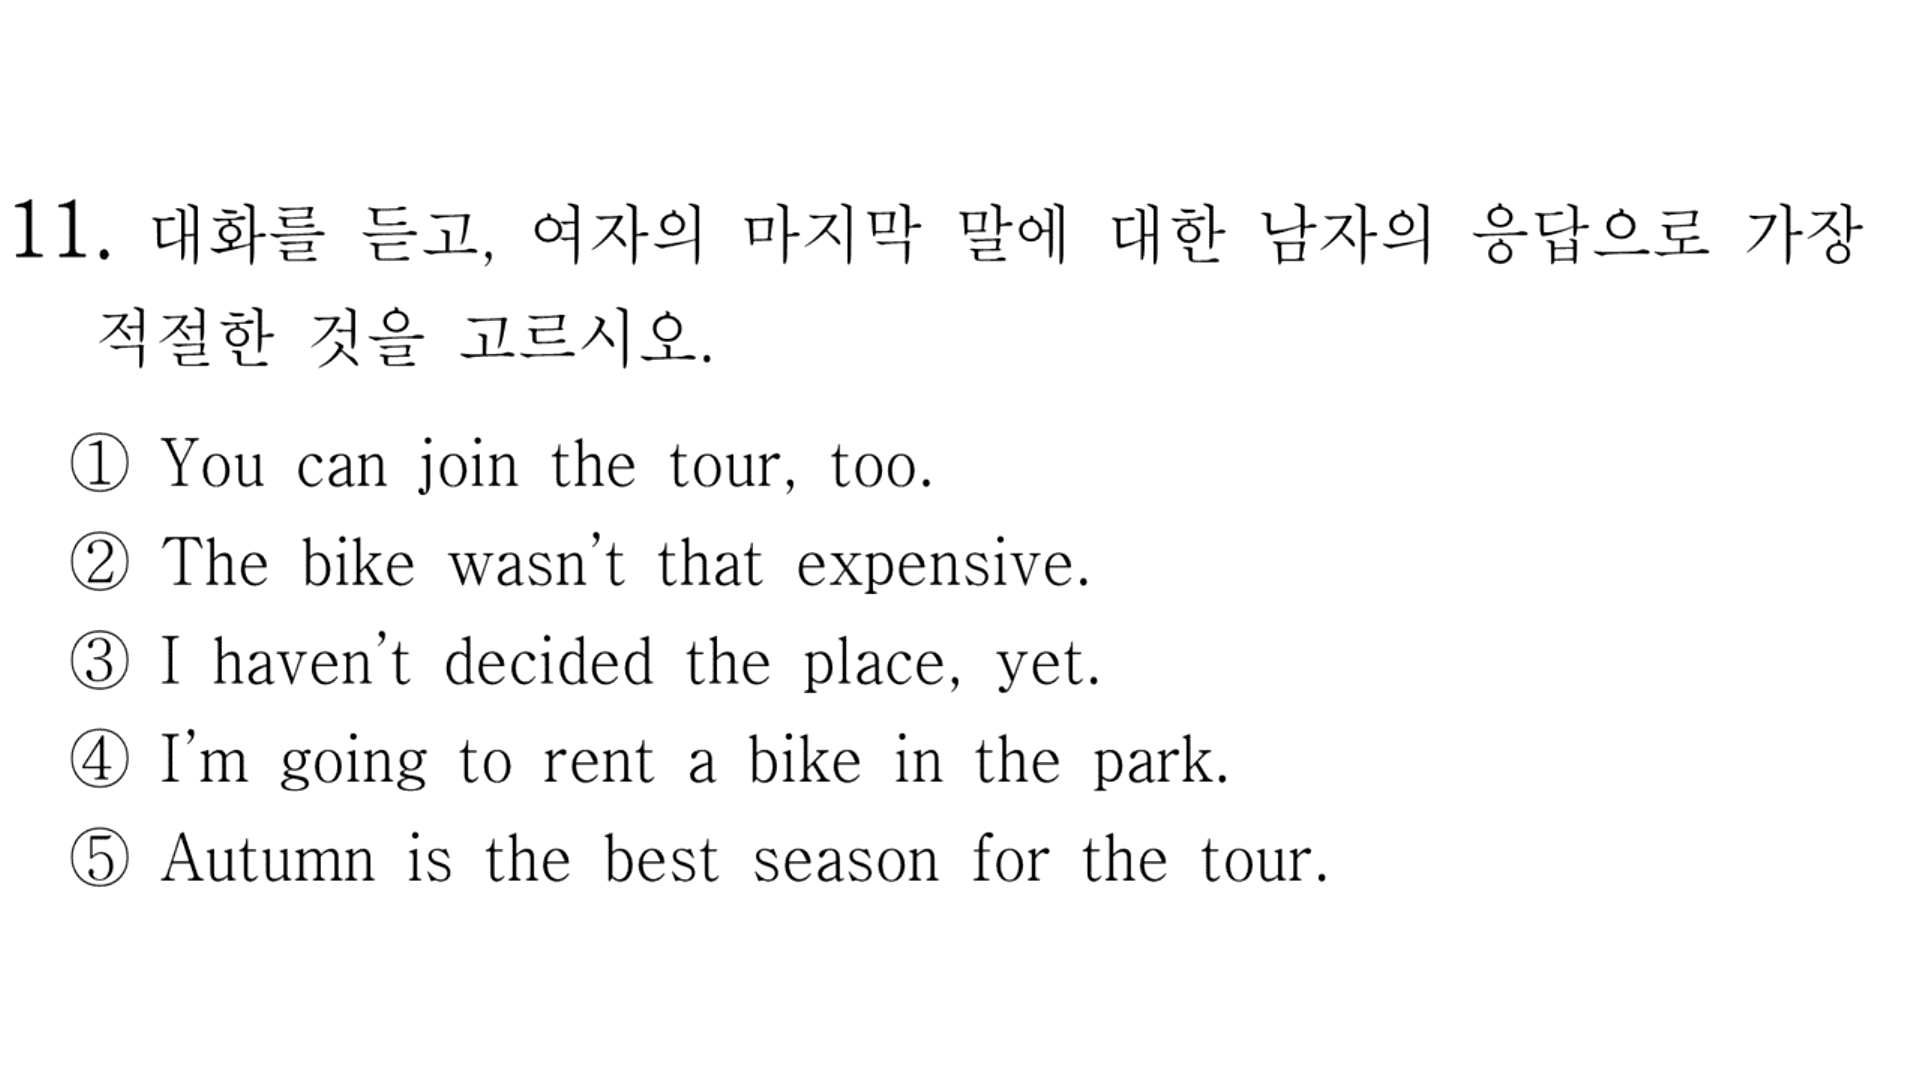 11. 대화를 듣고, 여자의 마지막 말에 대한 남자의 응답으로 가장
적절한 것을 고르시오.
① You can join the tour, too.
② The bike wasn't that expensive.
③ I haven't decided the place, yet.
④ I'm going to rent a bike in the park.
⑤ Autumn is the best season for the tour.